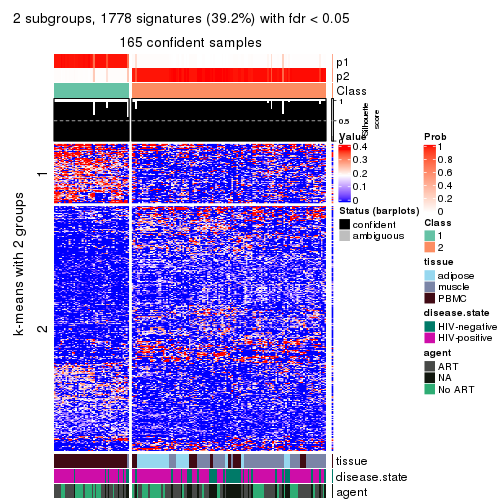 2 subgroups, 1778 signatures (39.2%) with fdr < 0.05
165 confident samples
p1
p2
Class
1
0.5
0
Silhouette
score
k-means with 2 groups
1
2
Value
0.4
0.3
0.2
0.1
0
Status (barplots)
confident
ambiguous
Prob
1
0.8
0.6
0.4
0.2
0
Class
1
2
tissue
adipose
muscle
PBMC
disease.state
HIV-negative
HIV-positive
agent
ART
NA
No ART
tissue
disease.state
agent